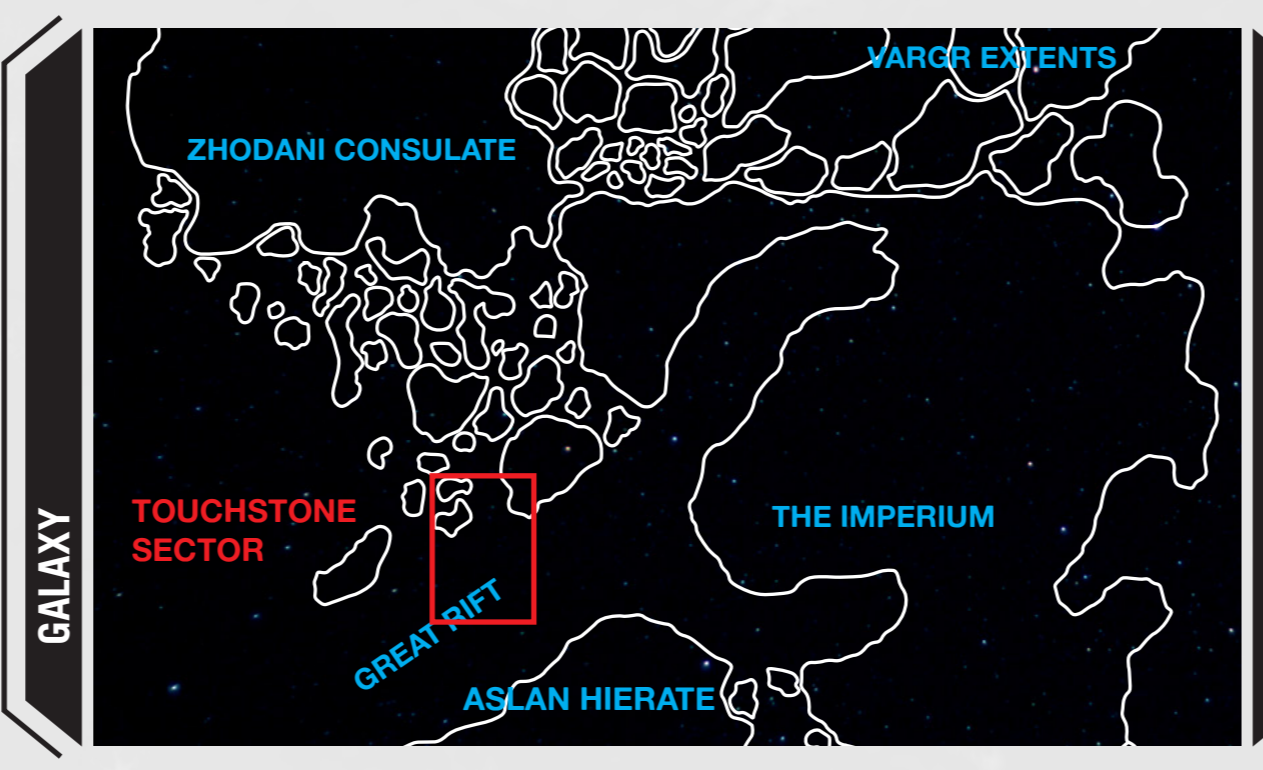 VARGR EXTENTS
ZHODANI CONSULATE
TOUCHSTONE
SECTOR
THE IMPERIUM
GREAT RIFT
ASLAN HIERATE
GALAXY